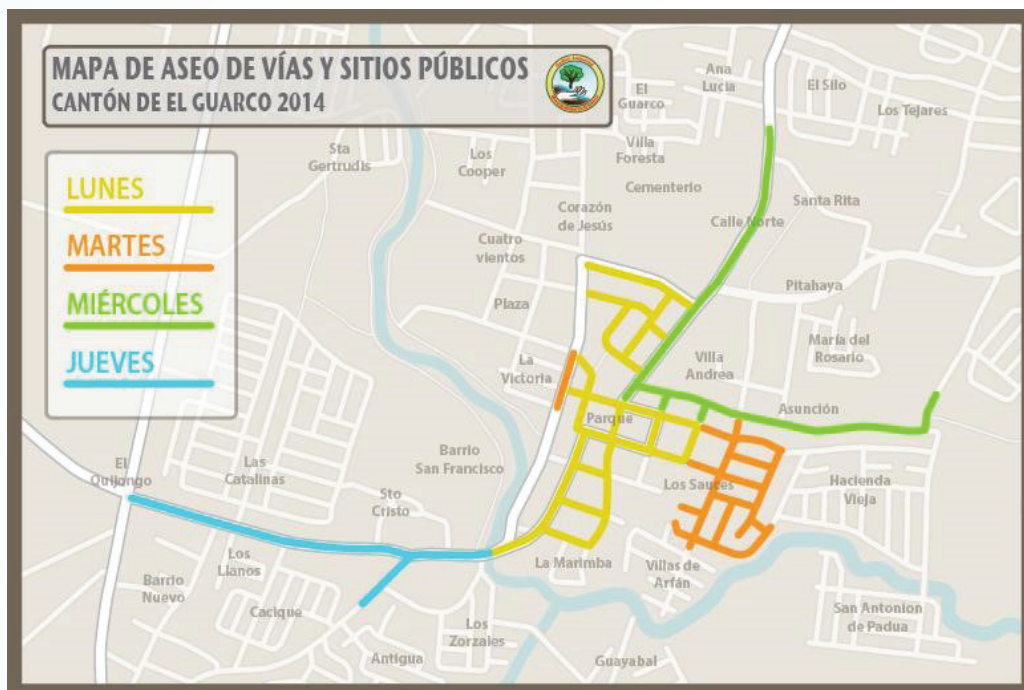 MAPA DE ASEO DE VÍAS Y SITIOS PÚBLICOS
CANTÓN DE EL GUARCO 2014
LUNES
MARTES
MIÉRCOLES
JUEVES
Sta
Gertrudis
Los
Cooper
El
Guarco
Villa
Foresta
Ana
Lucia
El Silo
Los Tejares
Cementerio
Santa Rita
Corazón
de Jesús
Calle Norte
Cuatro
vientos
Pitahaya
Plaza
María del
Rosario
La
Victoria
Villa
Andrea
Asunción
Parque
Barrio
San Francisco
El
Quijongo
Las
Catalinas
Sto
Cristo
Los Sauces
Hacienda
Vieja
Los
Llanos
La Marimba
Villas de
Arfán
Barrio
Nuevo
Cacique
Los
Zorzales
San Antonion
de Padua
Antigua
Guayabal